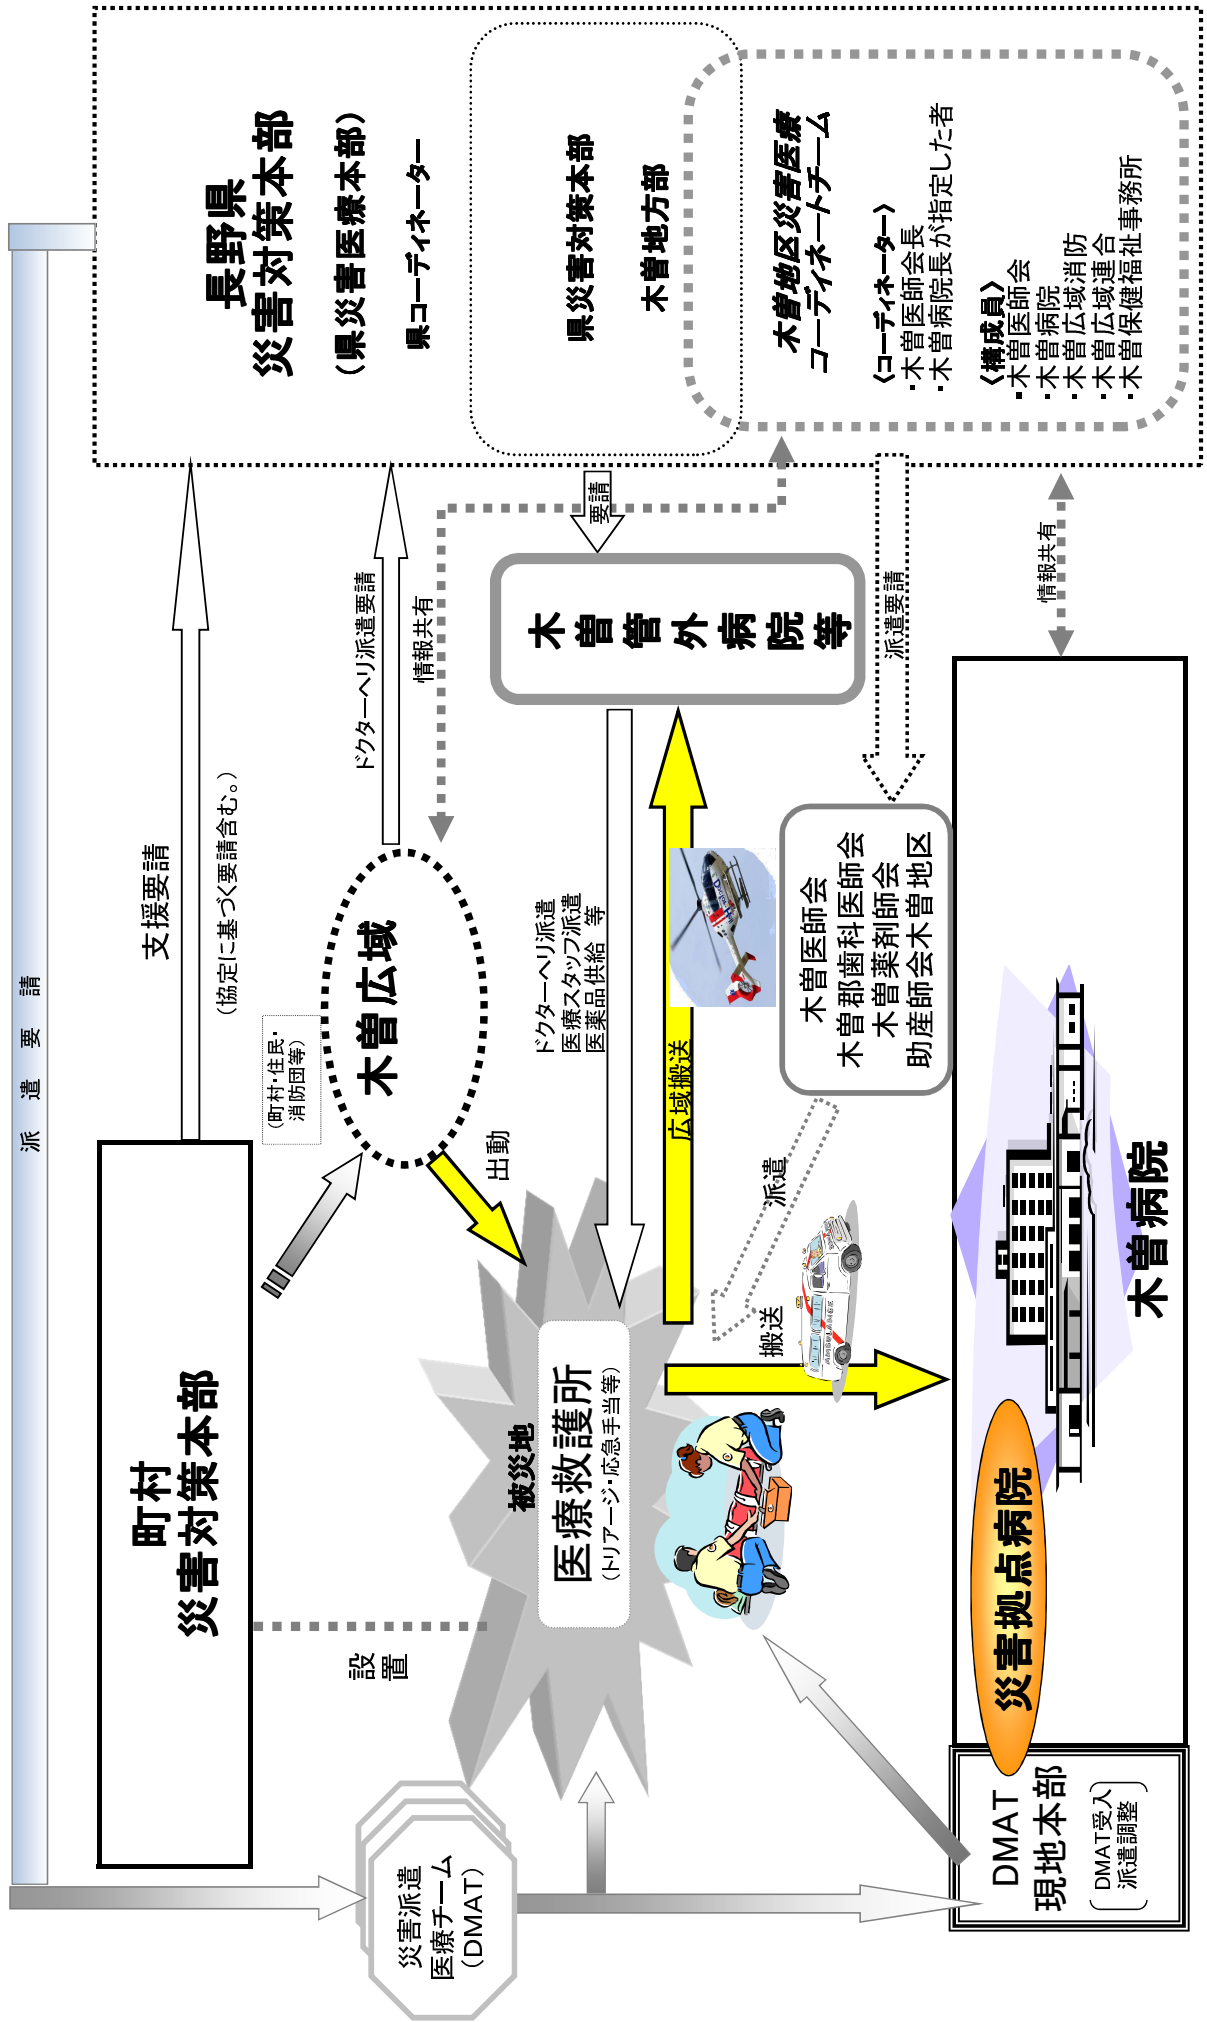 派遣要請
長野県
災害対策本部
（県災害医療本部）
県コーディネーター
県災害対策本部
木曽地方部
木曽地区災害医療
コーディネートチーム
〈コーディネーター〉
・木曽医師会長
・木曽病院長が指定した者
〈構成員〉
・木曽医師会
・木曽病院
・木曽広域消防
・木曽広域連合
・木曽保健福祉事務所
支援要請
（協定に基づく要請含む。）
ドクターヘリ派遣要請
情報共有
要請
派遣要請
情報共有
木曽管外病院等
（町村・住民・
消防団等）
木曽広域
出動
ドクターヘリ派遣
医療スタッフ派遣
医薬品供給 等
広域搬送
木曽医師会
木曽郡歯科医師会
木曽薬剤師会
助産師会木曽地区
派遣
搬送
AMBULANCE
町村
災害対策本部
設
置
被災地
医療救護所
（トリアージ・応急手当等）
木曽病院
災害拠点病院
災害派遣
医療チーム
（DMAT）
DMAT
現地本部
DMAT受入
派遣調整